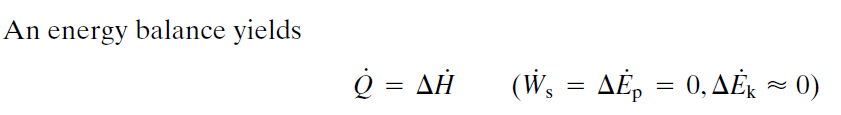 An energy balance yields
Q̇ = ΔḢ (Ẇₛ = ΔĖₚ = 0, ΔĖₖ ≈ 0)